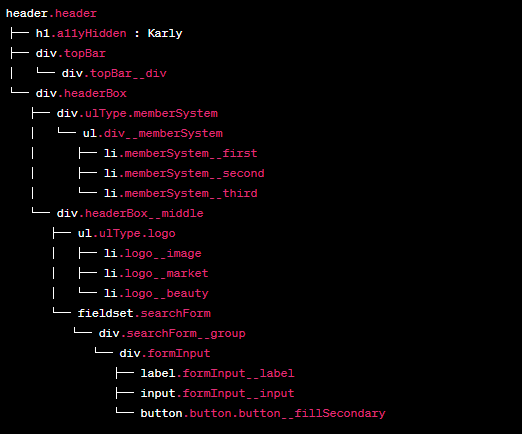 header.header
├── h1.a11yHidden : Karly
├── div.topBar
│   └── div.topBar__div
└── div.headerBox
    ├── div.ulType.memberSystem
    │   └── ul.div__memberSystem
    │       ├── li.memberSystem__first
    │       ├── li.memberSystem__second
    │       └── li.memberSystem__third
    └── div.headerBox__middle
        ├── ul.ulType.logo
        │   ├── li.logo__image
        │   ├── li.logo__market
        │   └── li.logo__beauty
        └── fieldset.searchForm
            └── div.searchForm__group
                └── div.formInput
                    ├── label.formInput__label
                    ├── input.formInput__input
                    └── button.button.button__fillSecondary